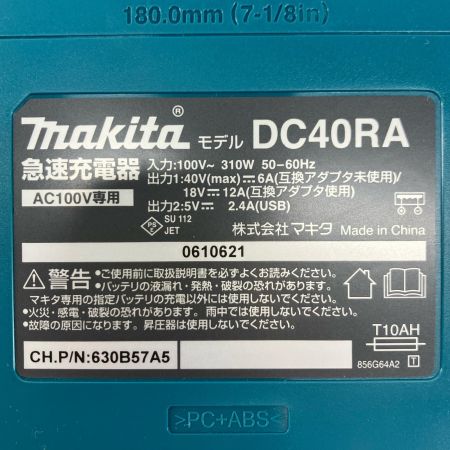 180.0mm (7-1/8in)
makita® モデル DC40RA
急速充電器
AC100V専用
入力:100V~ 310W 50-60Hz
出力1:40V(max)⎓6A(互換アダプタ未使用)/
18V⎓12A(互換アダプタ使用)
出力2:5V⎓2.4A(USB)
PS E SU 112
JET
株式会社マキタ Made in China
0610621
⚠警告
●ご使用前に取扱説明書を必ずよくお読みください。
●バッテリの液漏れ・発熱・破裂の恐れがあります。
マキタ専用の指定バッテリの充電以外には使用しないでください。
●火災・感電・破裂の恐れがあります。雨中では使用しないでください。
●故障の原因になります。昇圧器は使用しないでください。
T10AH
CH.P/N:630B57A5
856G64A2 T
>PC+ABS<